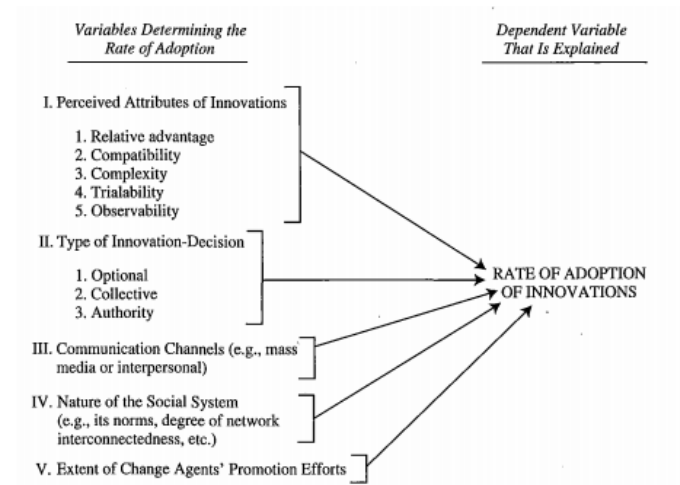 Variables Determining the
Rate of Adoption
Dependent Variable
That Is Explained
I. Perceived Attributes of Innovations
1. Relative advantage
2. Compatibility
3. Complexity
4. Trialability
5. Observability
II. Type of Innovation-Decision
1. Optional
2. Collective
3. Authority
III. Communication Channels (e.g., mass
media or interpersonal)
IV. Nature of the Social System
(e.g., its norms, degree of network
interconnectedness, etc.)
V. Extent of Change Agents' Promotion Efforts
RATE OF ADOPTION
OF INNOVATIONS